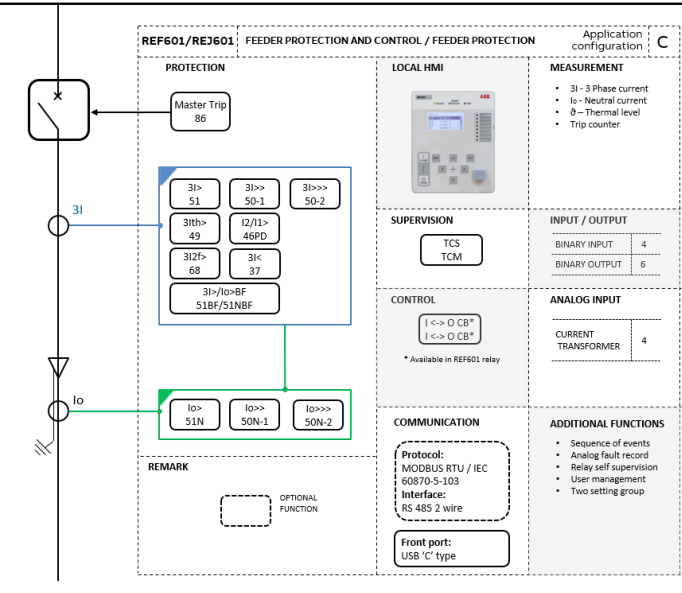 REF601/REJ601 FEEDER PROTECTION AND CONTROL / FEEDER PROTECTION
Application
configuration
C
PROTECTION
Master Trip
86
3I
3I>
51
3I>>
50-1
3I>>>
50-2
3Ith>
49
I2/I1>
46PD
3I2f>
68
3I<
37
3I>/Io>BF
51BF/51NBF
Io
Io>
51N
Io>>
50N-1
Io>>>
50N-2
REMARK
OPTIONAL
FUNCTION
LOCAL HMI
ABB
SUPERVISION
TCS
TCM
CONTROL
I <-> O CB*
I <-> O CB*
* Available in REF601 relay
COMMUNICATION
Protocol:
MODBUS RTU / IEC
60870-5-103
Interface:
RS 485 2 wire
Front port:
USB 'C' type
MEASUREMENT
• 3I - 3 Phase current
• Io - Neutral current
• ϑ – Thermal level
• Trip counter
INPUT / OUTPUT
BINARY INPUT 4
BINARY OUTPUT 6
ANALOG INPUT
CURRENT
TRANSFORMER 4
ADDITIONAL FUNCTIONS
• Sequence of events
• Analog fault record
• Relay self supervision
• User management
• Two setting group